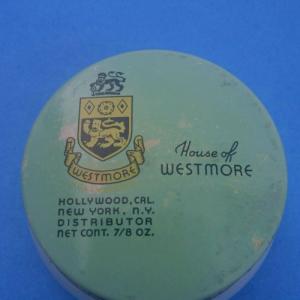 WESTMORE
House of
WESTMORE
HOLLYWOOD, CAL.
NEW YORK, N.Y.
DISTRIBUTOR
NET CONT. 7/8 OZ.